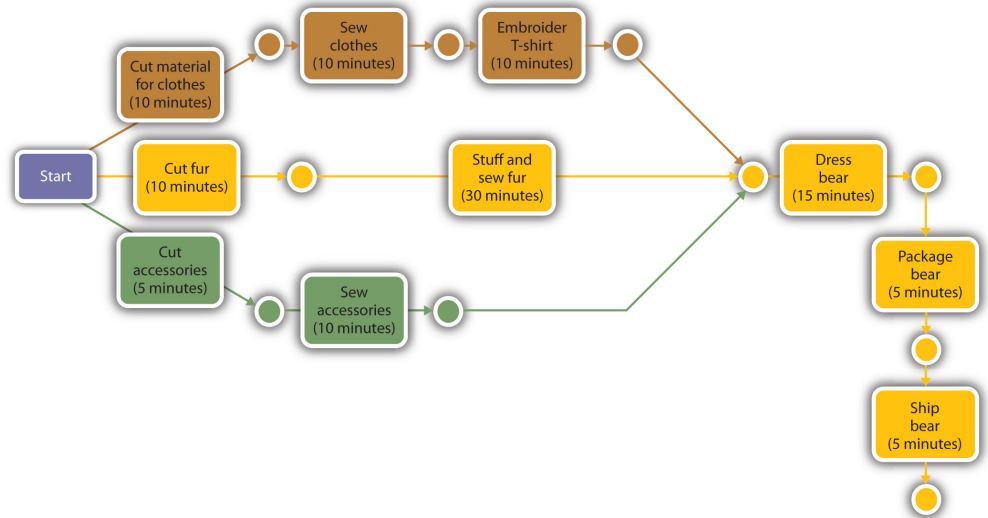 Sew
clothes
(10 minutes)
Embroider
T-shirt
(10 minutes)
Cut material
for clothes
(10 minutes)
Start
Cut fur
(10 minutes)
Stuff and
sew fur
(30 minutes)
Dress
bear
(15 minutes)
Cut
accessories
(5 minutes)
Sew
accessories
(10 minutes)
Package
bear
(5 minutes)
Ship
bear
(5 minutes)